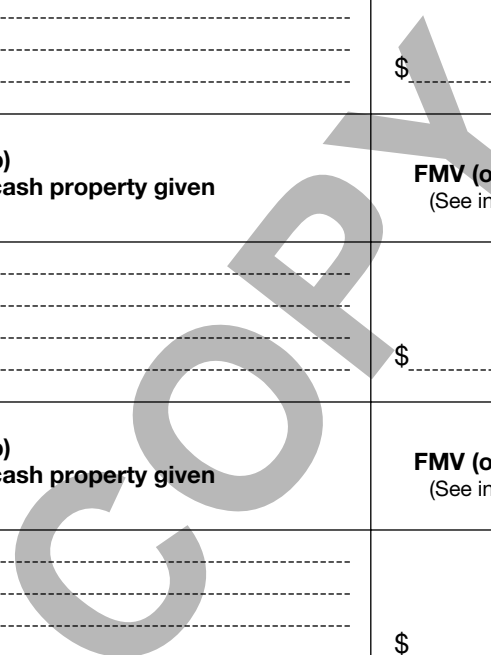 $
)
cash property given
FMV (o
(See in
$
)
cash property given
FMV (o
(See in
$
COPY